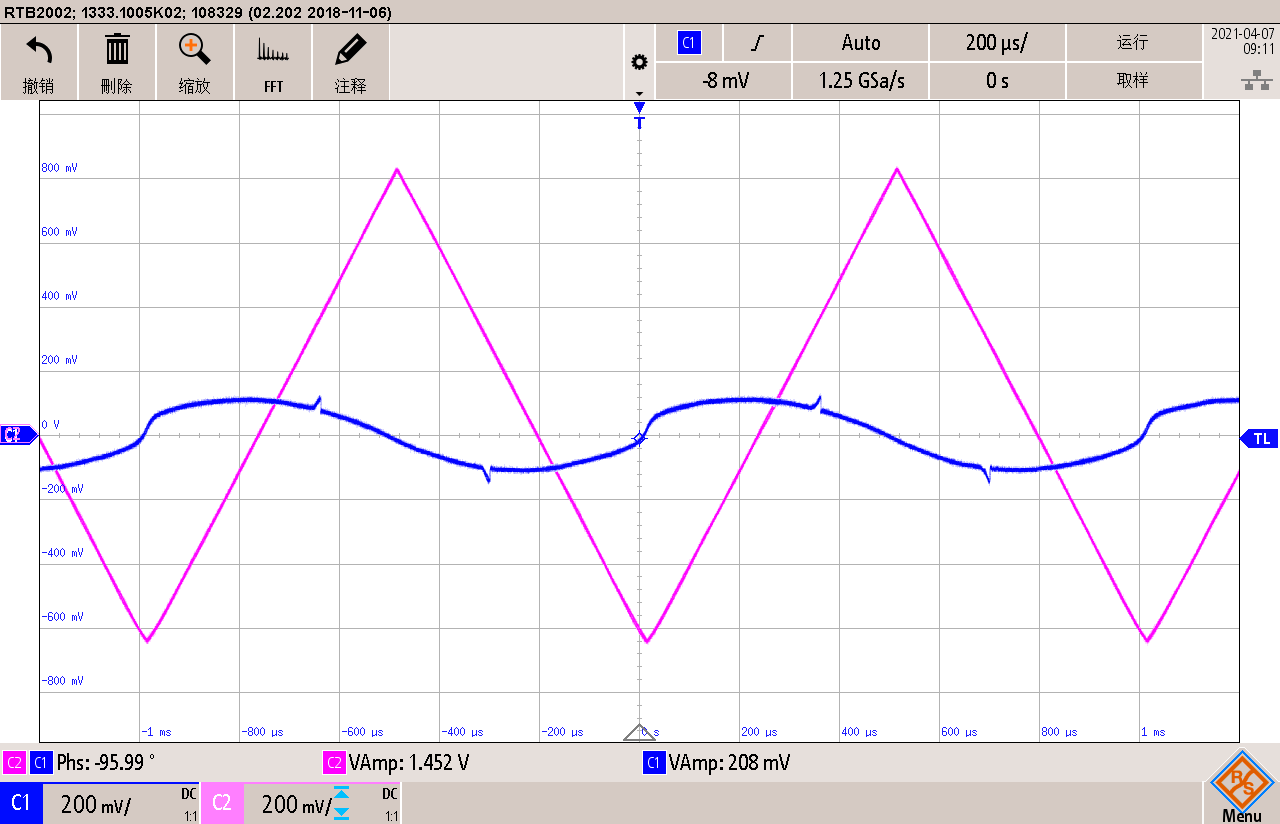 RTB2002; 1333.1005K02; 108329 (02.202 2018-11-06)
撤销
刪除
缩放
FFT
注释
C1
Auto
200 µs/
运行
-8 mV
1.25 GSa/s
0 s
取样
2021-04-07
09:11
T
800 mV
600 mV
400 mV
200 mV
0 V
-200 mV
-400 mV
-600 mV
-800 mV
TL
-1 ms
-800 µs
-600 µs
-400 µs
-200 µs
0 s
200 µs
400 µs
600 µs
800 µs
1 ms
C2 C1 Phs: -95.99 °
C2 VAmp: 1.452 V
C1 VAmp: 208 mV
C1 200 mV/ DC 1:1
C2 200 mV/ DC 1:1
R S
Menu